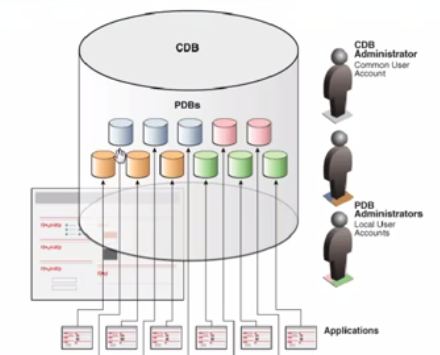 CDB
PDBs
CDB
Administrator
Common User
Account
PDB
Administrators
Local User
Accounts
Applications